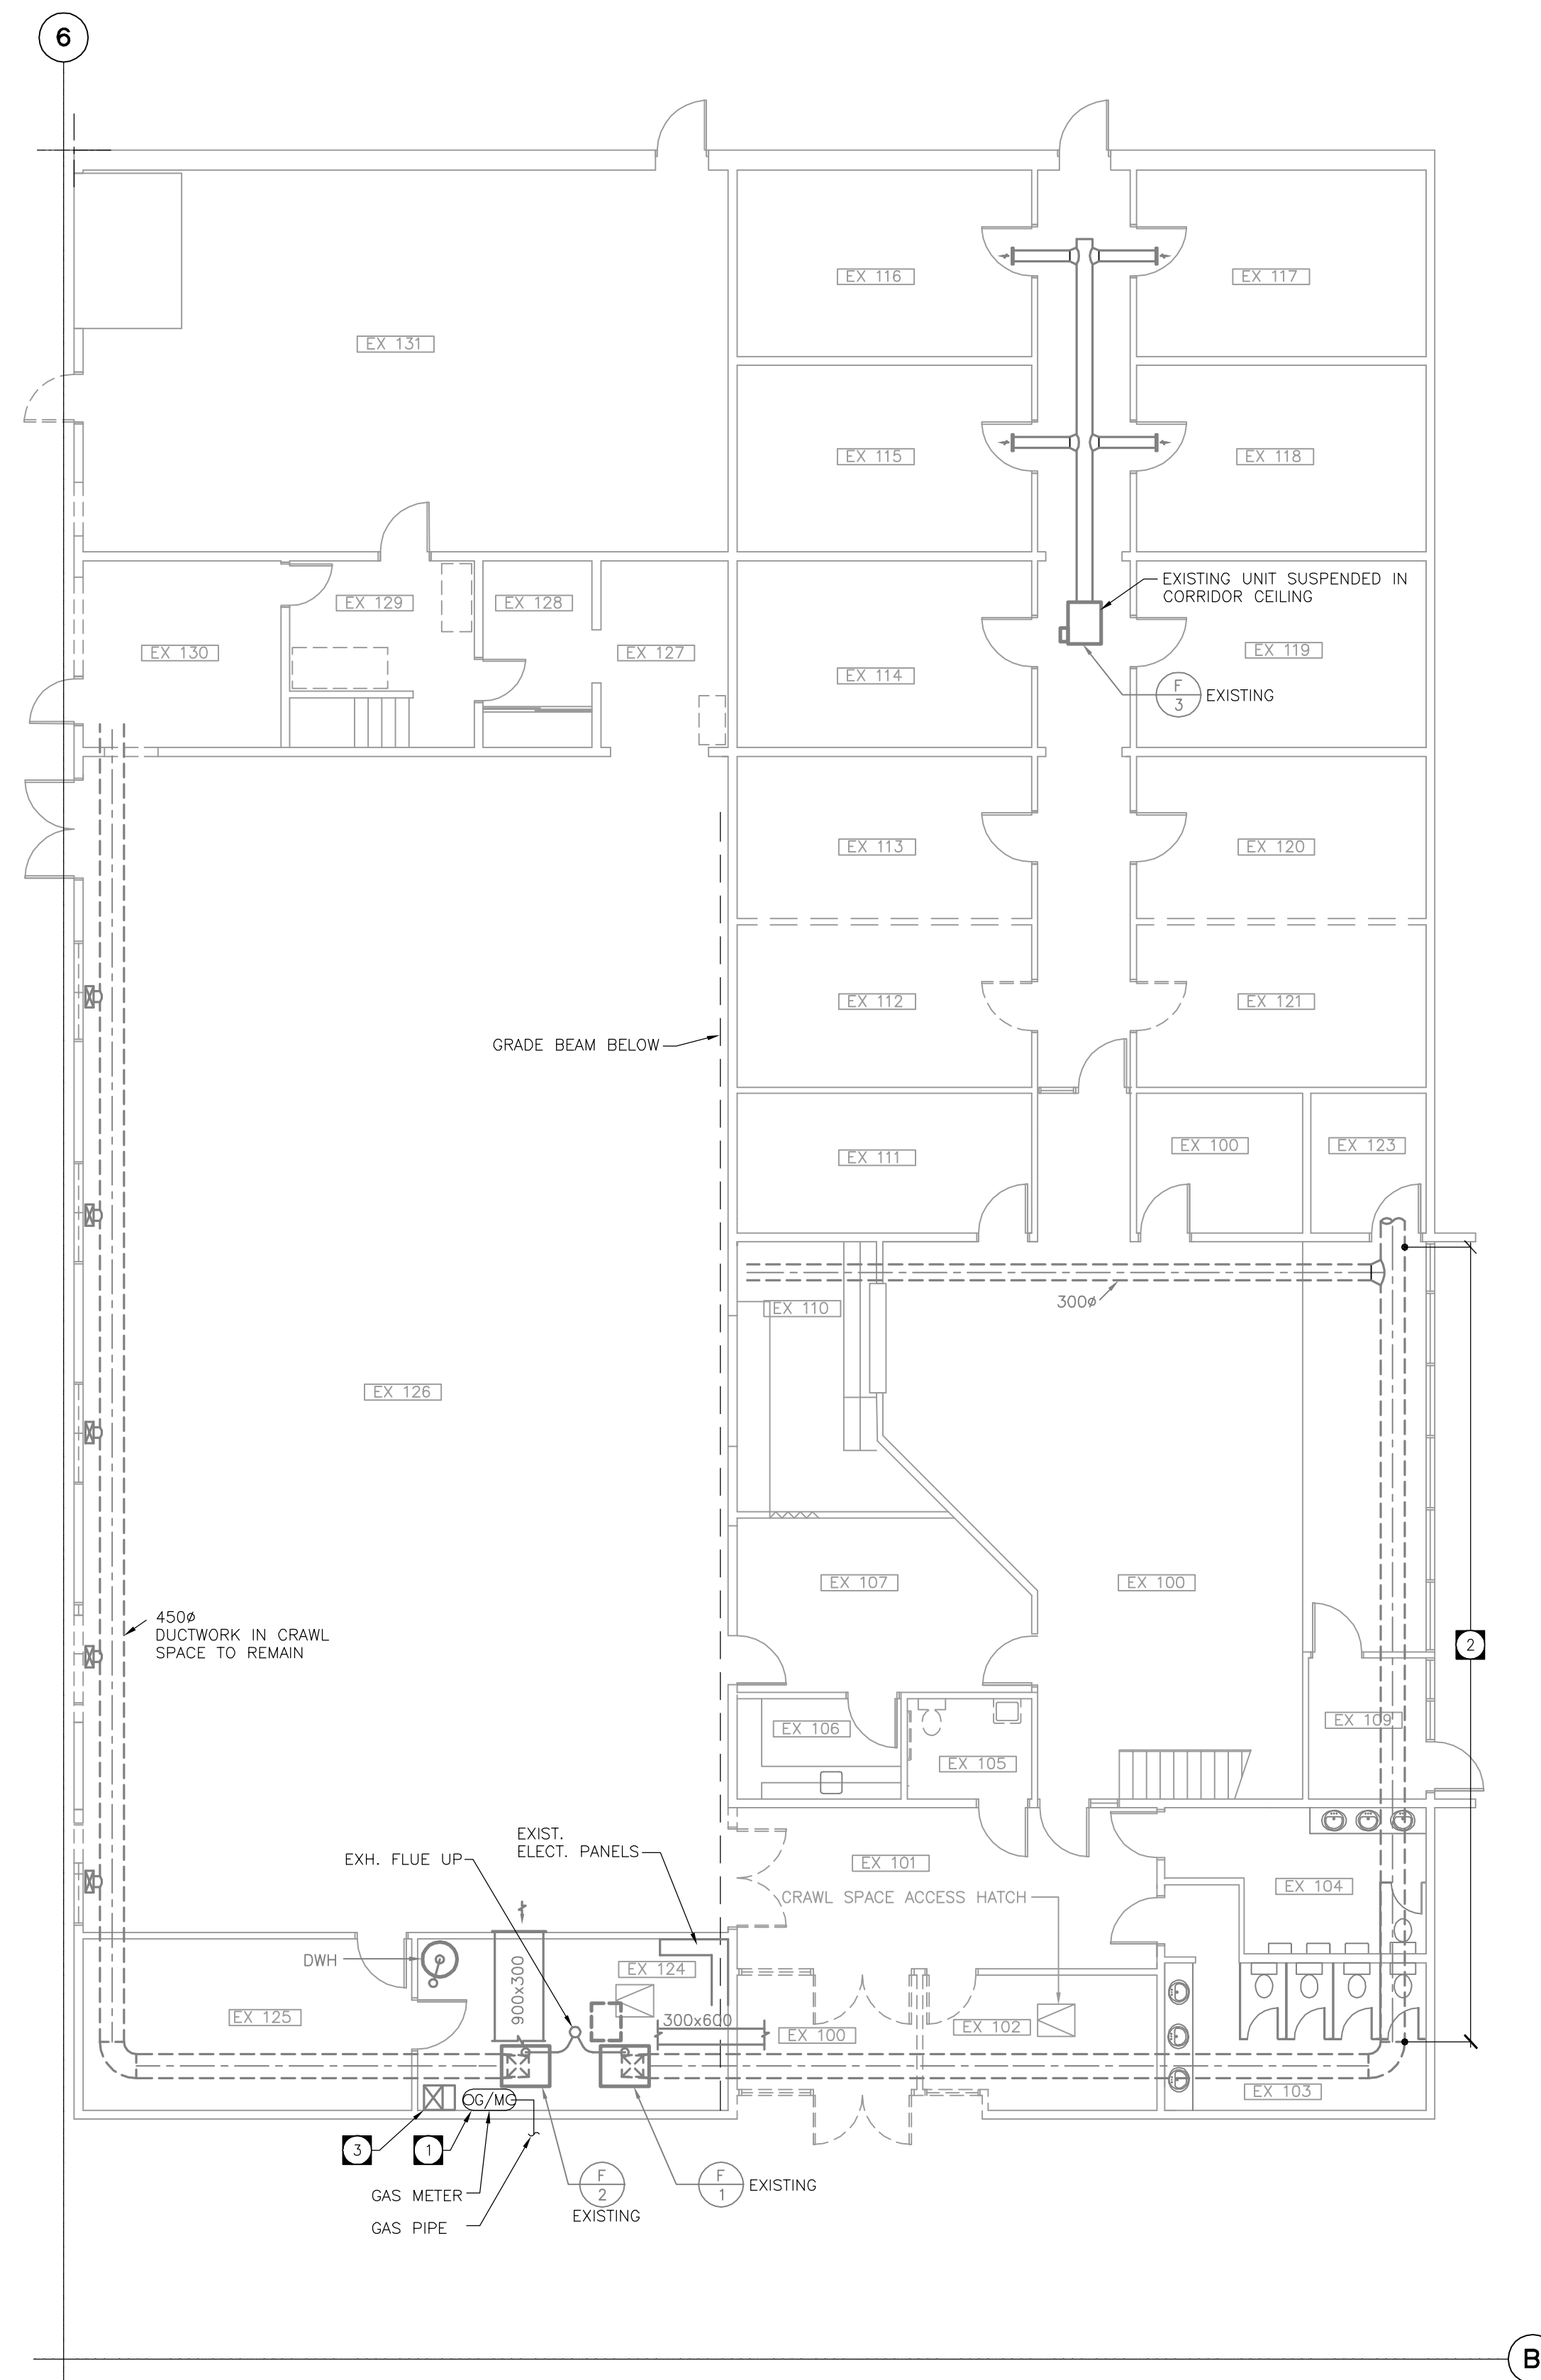 6
EX 116
EX 117
EX 131
EX 115
EX 118
EXISTING UNIT SUSPENDED IN
CORRIDOR CEILING
EX 129
EX 128
EX 130
EX 127
EX 119
EX 114
F
3
EXISTING
EX 113
EX 120
EX 112
EX 121
GRADE BEAM BELOW
EX 111
EX 100
EX 123
300ø
EX 110
EX 126
EX 107
EX 100
450ø
DUCTWORK IN CRAWL
SPACE TO REMAIN
2
EX 109
EX 106
EX 105
EXIST.
ELECT. PANELS
EXH. FLUE UP
EX 101
EX 104
CRAWL SPACE ACCESS HATCH
DWH
900x300
EX 124
EX 125
300x600
EX 100
EX 102
EX 103
G/M
3
1
F
2
EXISTING
F
1
EXISTING
GAS METER
GAS PIPE
B